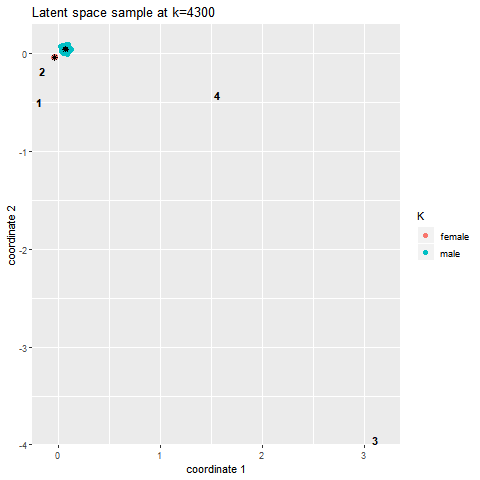 Latent space sample at k=4300
0
-1
-2
-3
-4
coordinate 2
2
1
4
3
0
1
2
3
coordinate 1
K
female
male